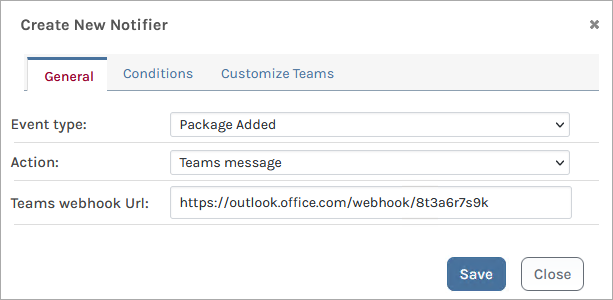 Create New Notifier
General Conditions Customize Teams
Event type: Package Added
Action: Teams message
Teams webhook Url: https://outlook.office.com/webhook/8t3a6r7s9k
Save Close